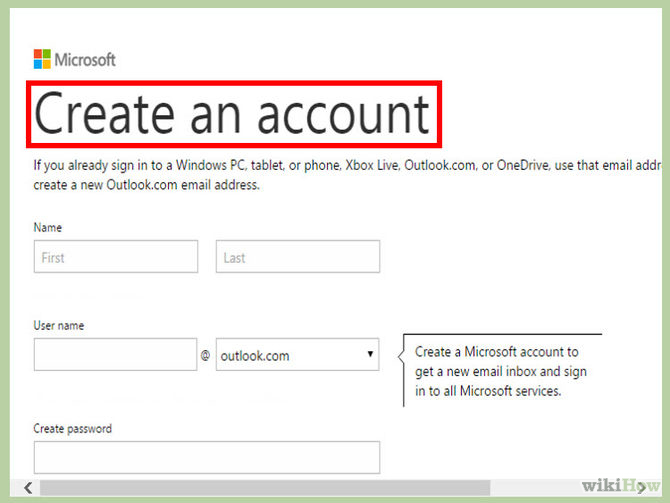 Microsoft
Create an account
If you already sign in to a Windows PC, tablet, or phone, Xbox Live, Outlook.com, or OneDrive, use that email
create a new Outlook.com email address.
Name
First
Last
User name
@
outlook.com
Create a Microsoft account to
get a new email inbox and sign
in to all Microsoft services.
Create password
wikiHow